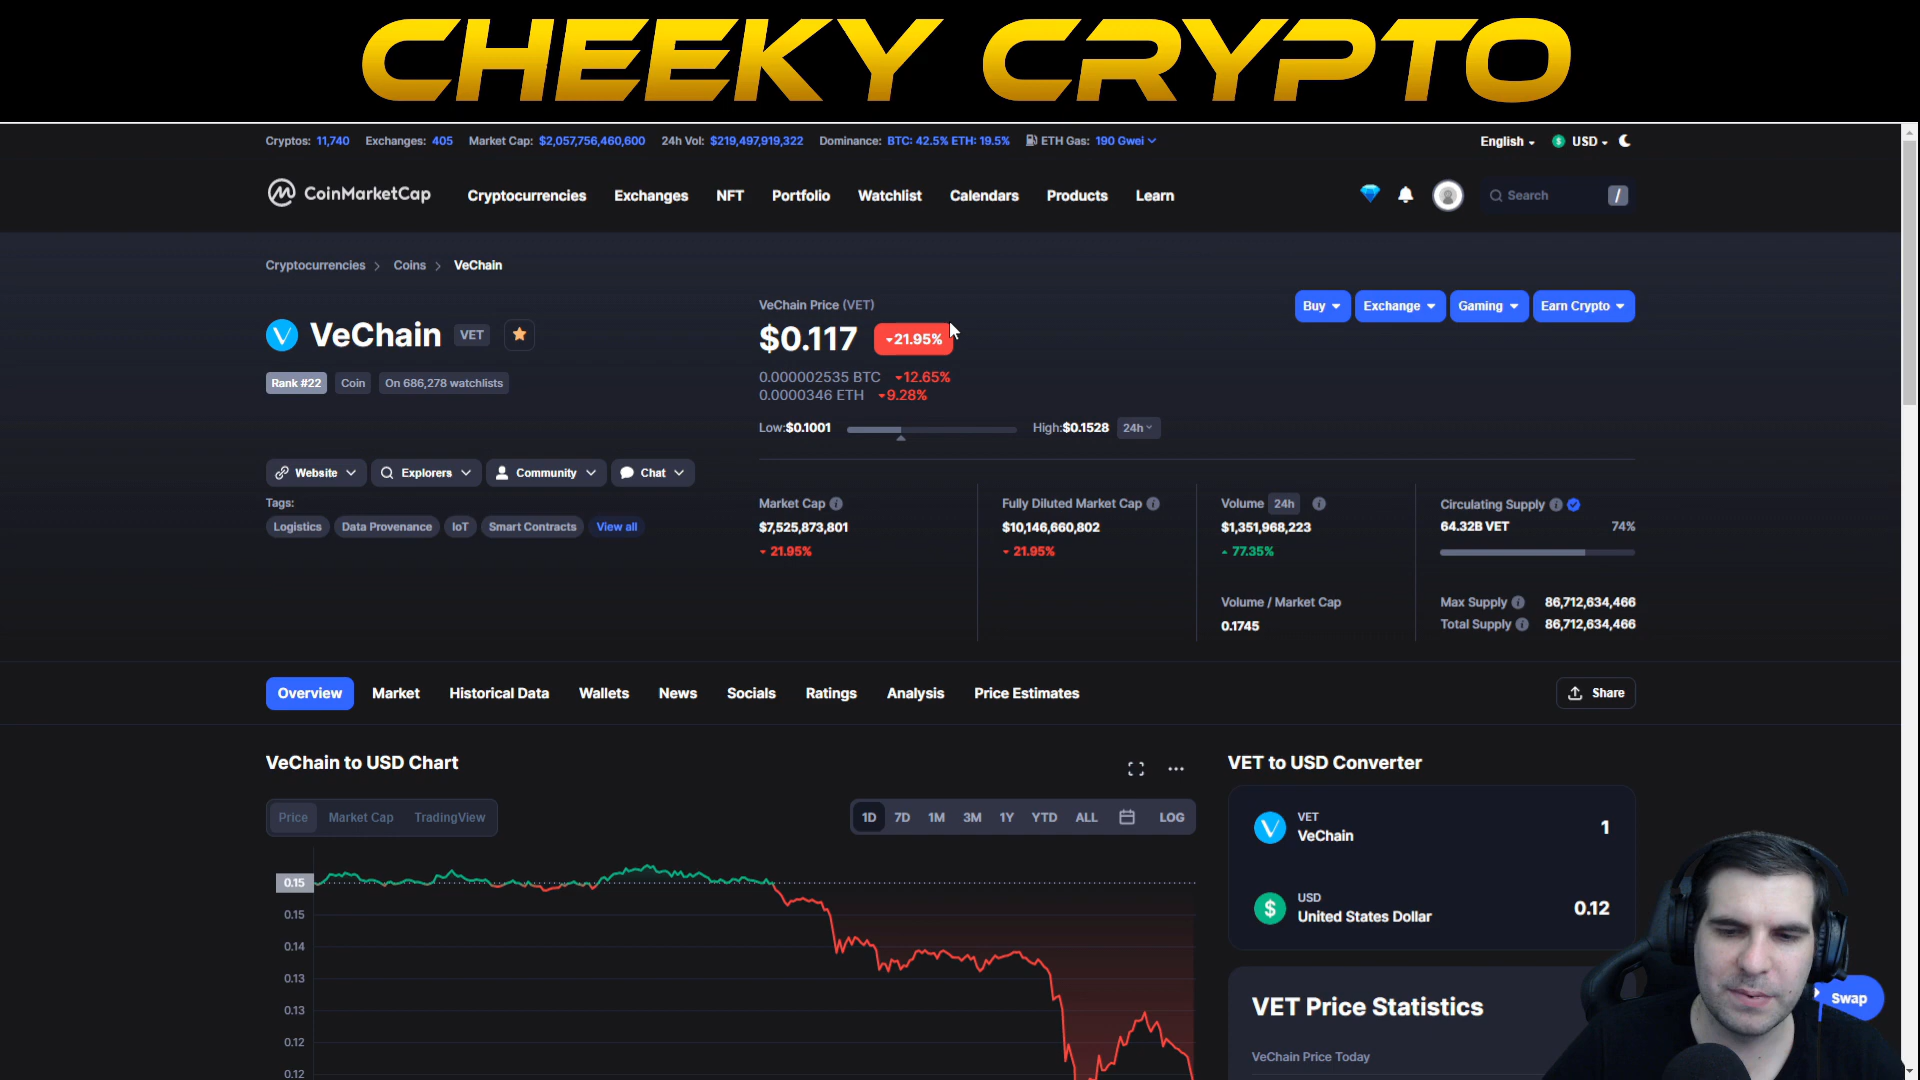 CHEEKY CRYPTO
Cryptos: 11,740 Exchanges: 405 Market Cap: $2,057,756,460,600 24h Vol: $219,497,919,322 Dominance: BTC: 42.5% ETH: 19.5% ETH Gas: 190 Gwei English USD
CoinMarketCap Cryptocurrencies Exchanges NFT Portfolio Watchlist Calendars Products Learn Search /
Cryptocurrencies > Coins > VeChain
VeChain Price (VET)
Buy Exchange Gaming Earn Crypto
VeChain VET $0.117 21.95%
Rank #22 Coin On 686,278 watchlists
0.000002535 BTC 12.65%
0.0000346 ETH 9.28%
Low:$0.1001 High:$0.1528 24h
Website Explorers Community Chat
Tags:
Logistics Data Provenance IoT Smart Contracts View all
Market Cap
$7,525,873,801
21.95%
Fully Diluted Market Cap
$10,146,660,802
21.95%
Volume 24h
$1,351,968,223
77.35%
Volume / Market Cap
0.1745
Circulating Supply
64.32B VET 74%
Max Supply 86,712,634,466
Total Supply 86,712,634,466
Overview Market Historical Data Wallets News Socials Ratings Analysis Price Estimates Share
VeChain to USD Chart
Price Market Cap TradingView 1D 7D 1M 3M 1Y YTD ALL LOG
0.15
0.15
0.14
0.13
0.13
0.12
0.12
VET to USD Converter
VET
VeChain 1
USD
United States Dollar 0.12
VET Price Statistics
VeChain Price Today
Swap